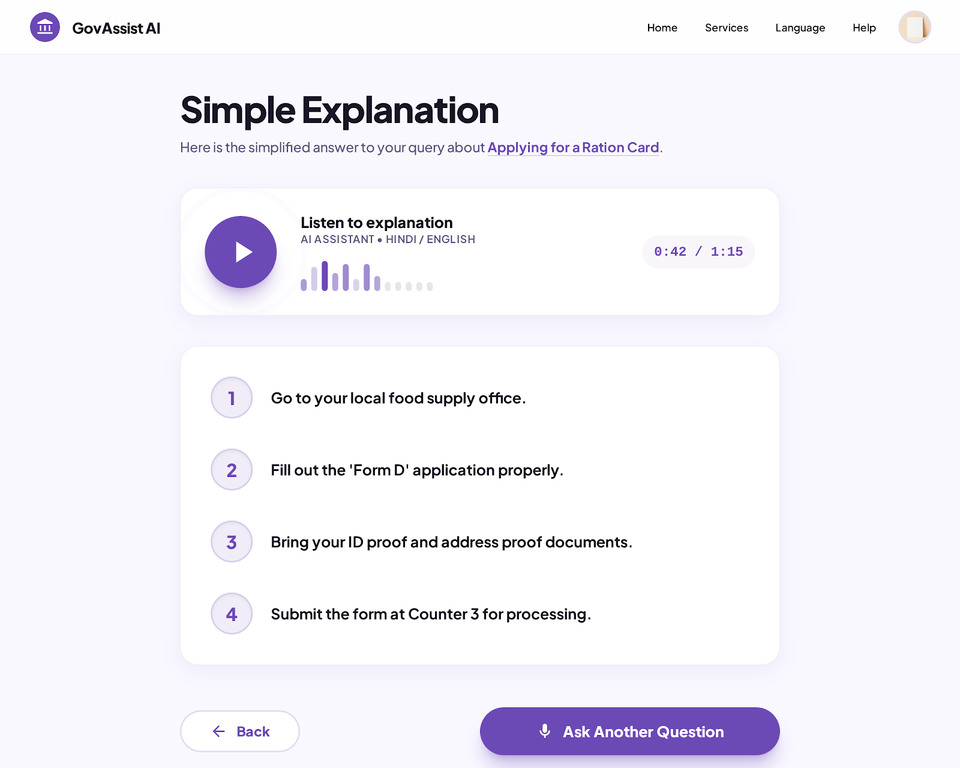 GovAssist AI
Home
Services
Language
Help
Simple Explanation
Here is the simplified answer to your query about Applying for a Ration Card.
Listen to explanation
AI ASSISTANT • HINDI / ENGLISH
0:42 / 1:15
1
Go to your local food supply office.
2
Fill out the 'Form D' application properly.
3
Bring your ID proof and address proof documents.
4
Submit the form at Counter 3 for processing.
Back
Ask Another Question